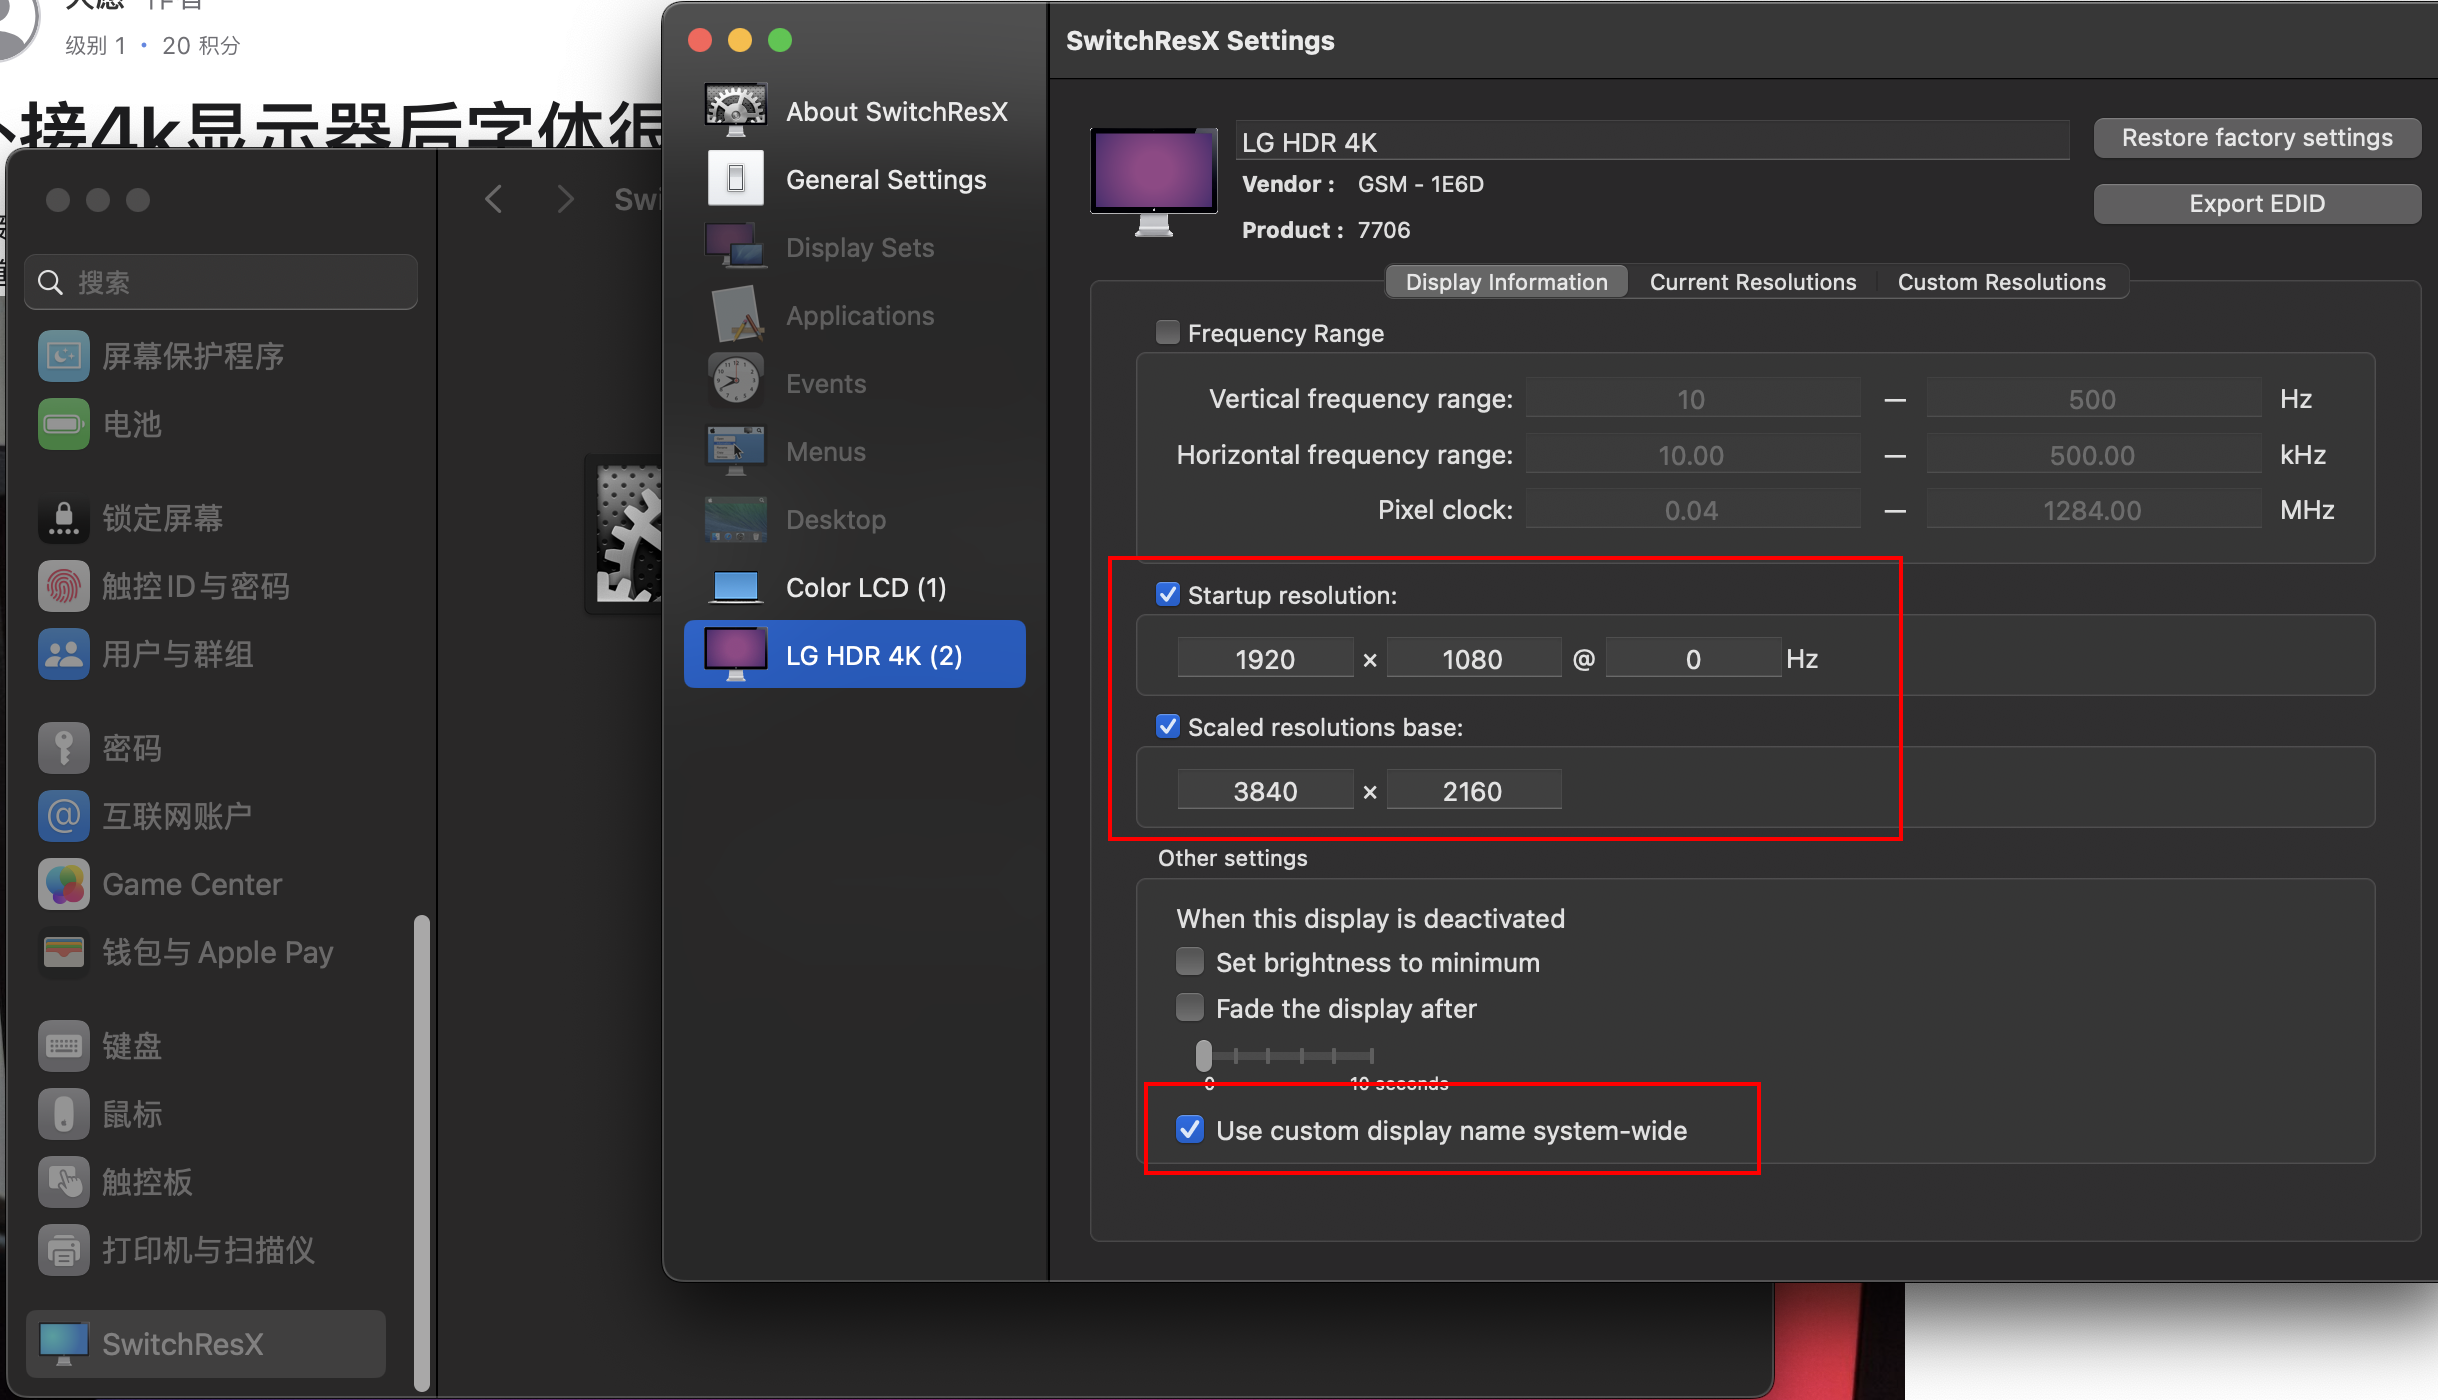 级别 1 · 20 积分
接4k显示器后字体很
搜索
屏幕保护程序
电池
锁定屏幕
触控 ID 与密码
用户与群组
密码
互联网账户
Game Center
钱包与 Apple Pay
键盘
鼠标
触控板
打印机与扫描仪
SwitchResX
Swi
About SwitchResX
General Settings
Display Sets
Applications
Events
Menus
Desktop
Color LCD (1)
LG HDR 4K (2)
SwitchResX Settings
LG HDR 4K
Vendor : GSM - 1E6D
Product : 7706
Restore factory settings
Export EDID
Display Information Current Resolutions Custom Resolutions
Frequency Range
Vertical frequency range: 10 — 500 Hz
Horizontal frequency range: 10.00 — 500.00 kHz
Pixel clock: 0.04 — 1284.00 MHz
Startup resolution:
1920 × 1080 @ 0 Hz
Scaled resolutions base:
3840 × 2160
Other settings
When this display is deactivated
Set brightness to minimum
Fade the display after
0 10 seconds
Use custom display name system-wide